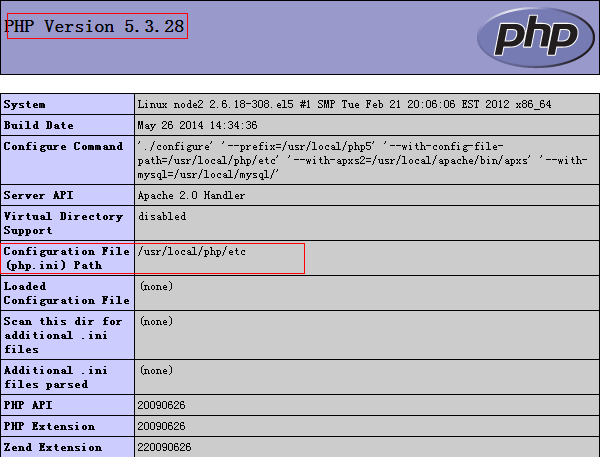 PHP Version 5.3.28
php
System Linux node2 2.6.18-308.el5 #1 SMP Tue Feb 21 20:06:06 EST 2012 x86_64
Build Date May 26 2014 14:34:36
Configure Command './configure' '--prefix=/usr/local/php5' '--with-config-file-
path=/usr/local/php/etc' '--with-apxs2=/usr/local/apache/bin/apxs' '--with-
mysql=/usr/local/mysql/'
Server API Apache 2.0 Handler
Virtual Directory disabled
Support
Configuration File /usr/local/php/etc
(php.ini) Path
Loaded (none)
Configuration File
Scan this dir for (none)
additional .ini
files
Additional .ini (none)
files parsed
PHP API 20090626
PHP Extension 20090626
Zend Extension 220090626